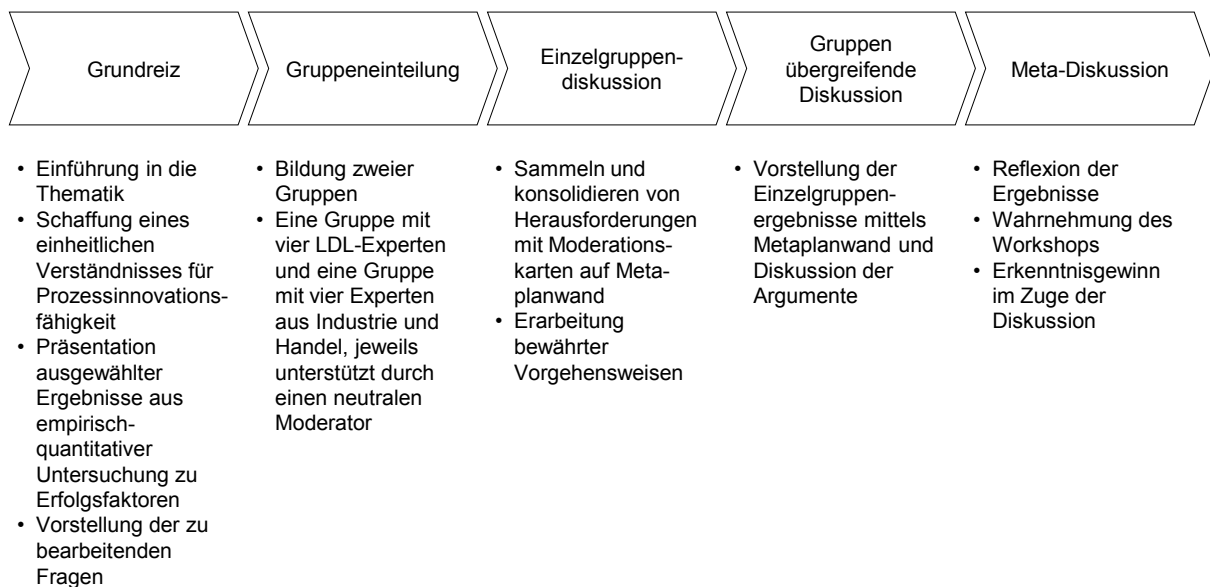 Grundreiz
Gruppeneinteilung
Einzelgruppen-
diskussion
Gruppen
übergreifende
Diskussion
Meta-Diskussion
• Einführung in die
Thematik
• Schaffung eines
einheitlichen
Verständnisses für
Prozessinnovations-
fähigkeit
• Präsentation
ausgewählter
Ergebnisse aus
empirisch-
quantitativer
Untersuchung zu
Erfolgsfaktoren
• Vorstellung der zu
bearbeitenden
Fragen
• Bildung zweier
Gruppen
• Eine Gruppe mit
vier LDL-Experten
und eine Gruppe
mit vier Experten
aus Industrie und
Handel, jeweils
unterstützt durch
einen neutralen
Moderator
• Sammeln und
konsolidieren von
Herausforderungen
mit Moderations-
karten auf Meta-
planwand
• Erarbeitung
bewährter
Vorgehensweisen
• Vorstellung der
Einzelgruppen-
ergebnisse mittels
Metaplanwand und
Diskussion der
Argumente
• Reflexion der
Ergebnisse
• Wahrnehmung des
Workshops
• Erkenntnisgewinn
im Zuge der
Diskussion